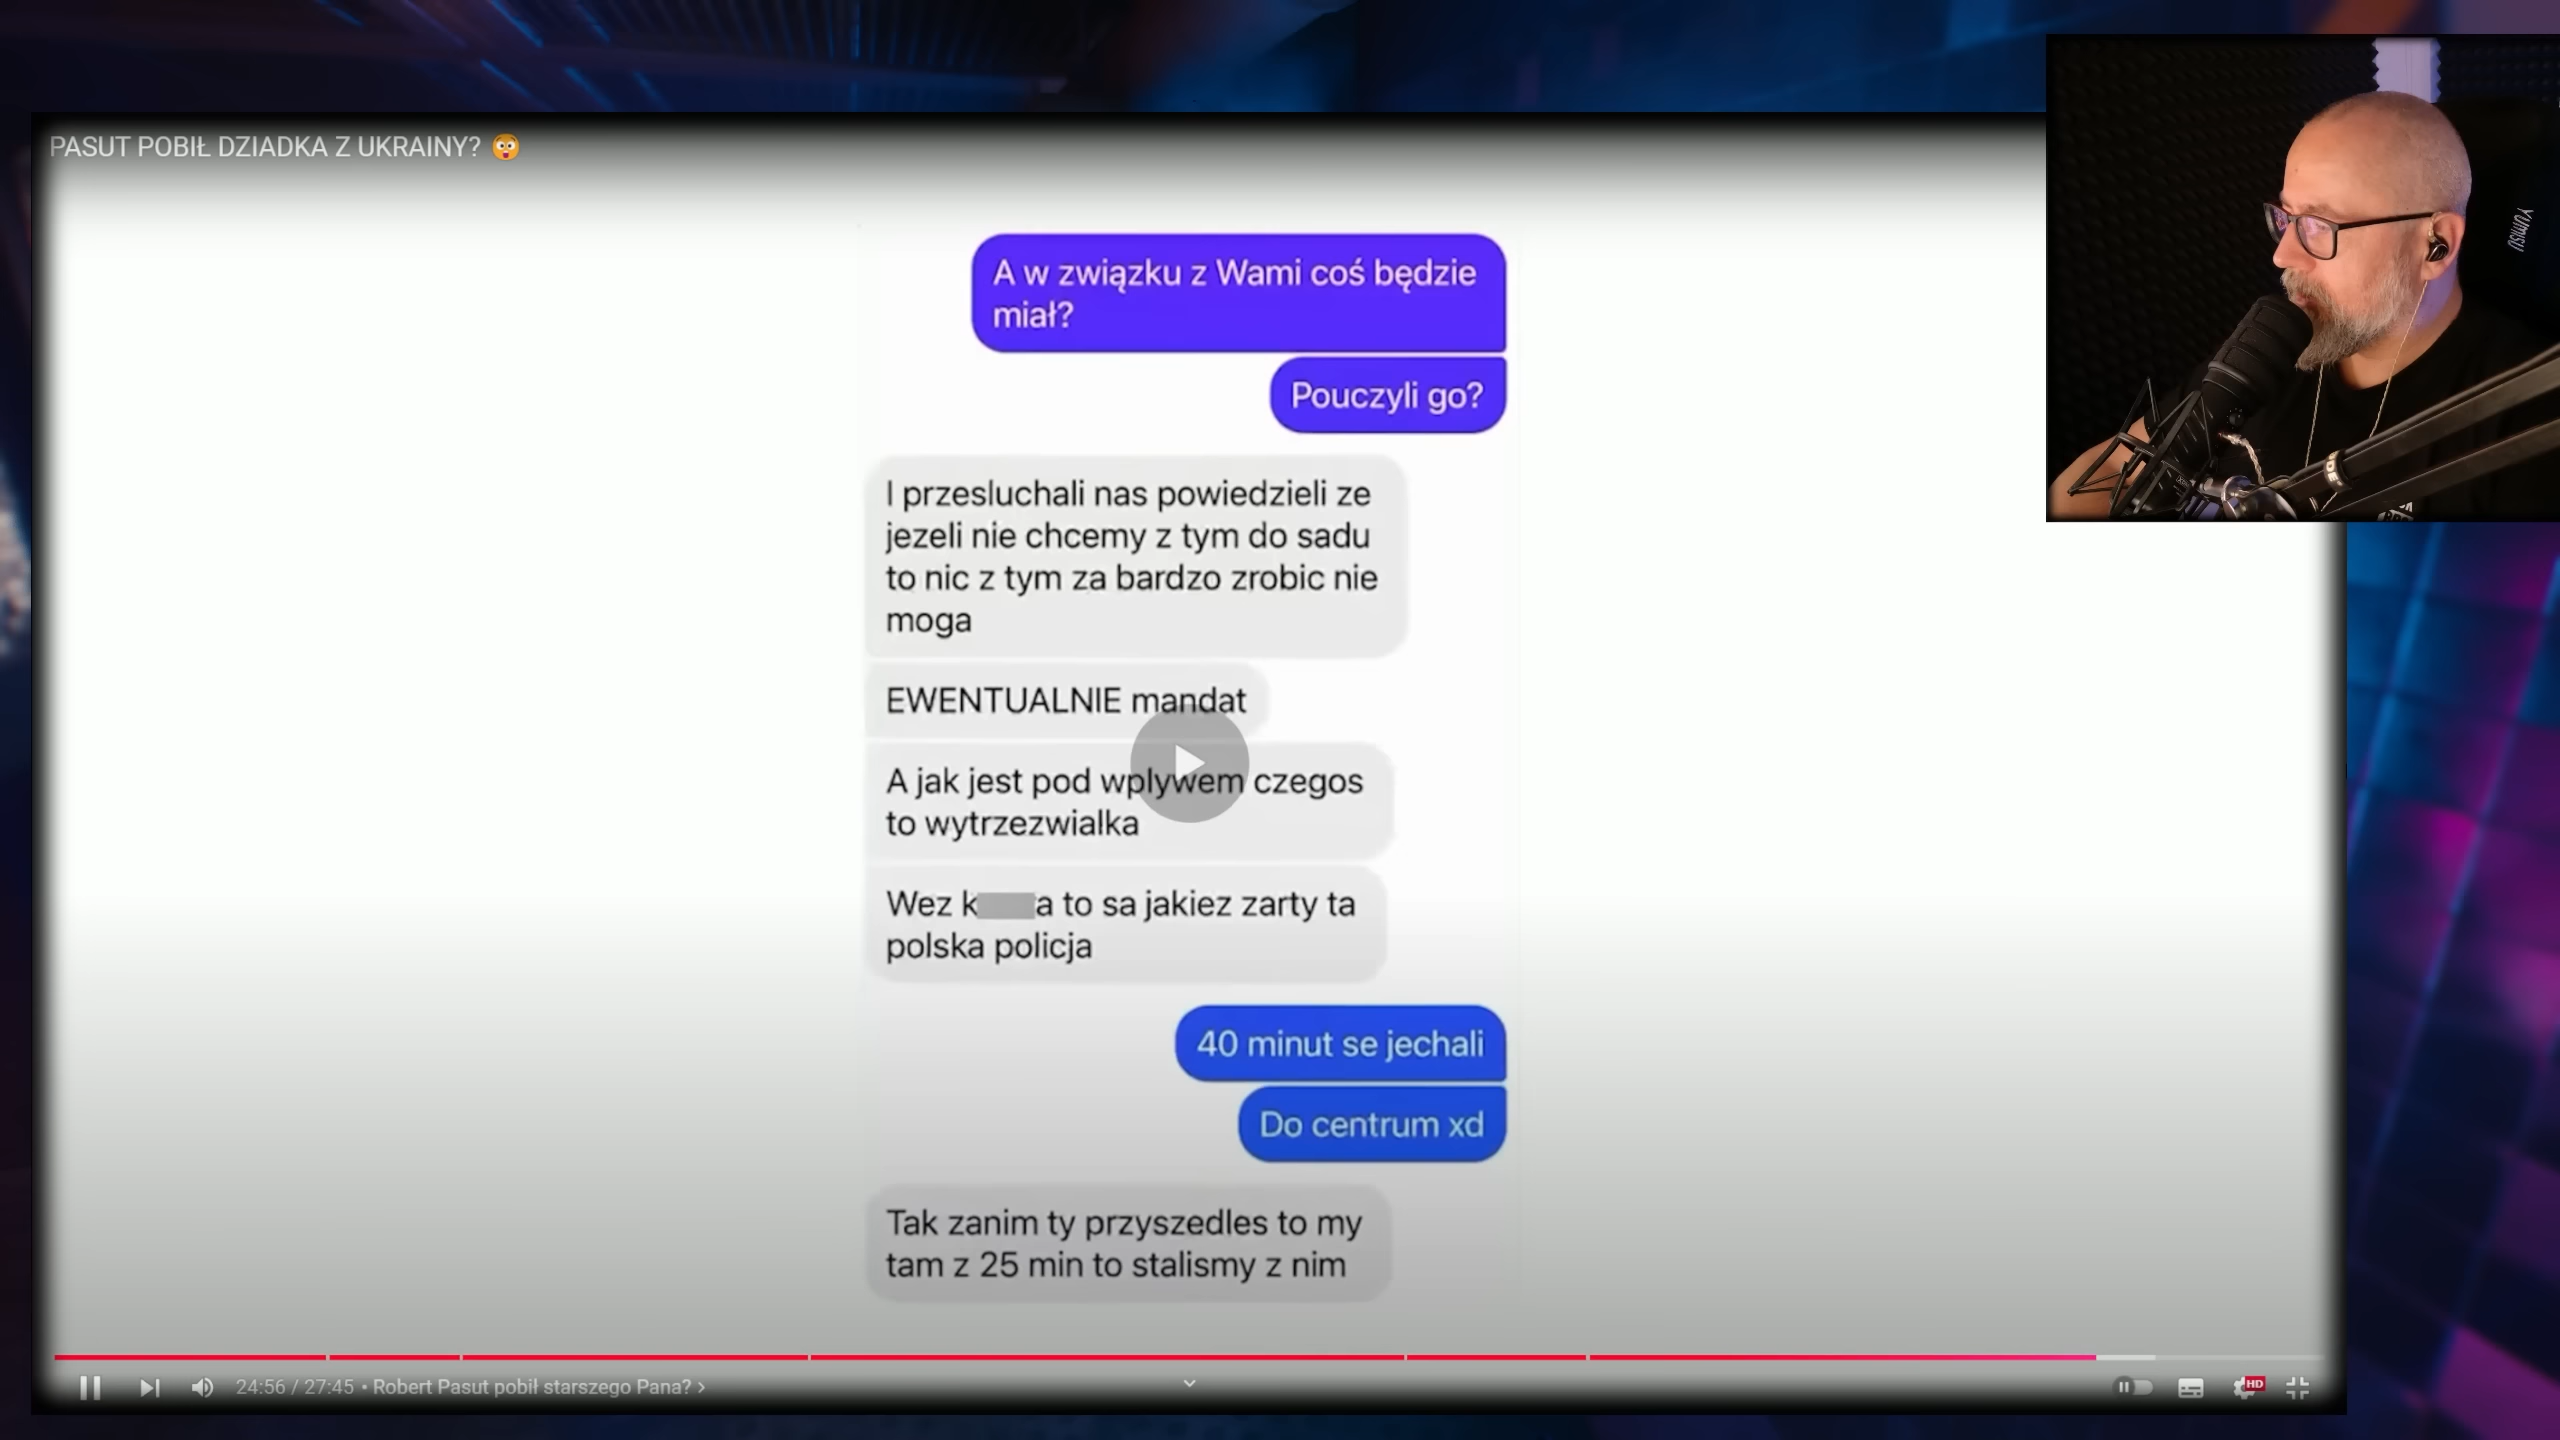 PASUT POBIŁ DZIADKA Z UKRAINY? 😲
YUMISU
A w związku z Wami coś będzie
miał?
Pouczyli go?
I przesluchali nas powiedzieli ze
jezeli nie chcemy z tym do sadu
to nic z tym za bardzo zrobic nie
moga
EWENTUALNIE mandat
A jak jest pod wplywem czegos
to wytrzezwialka
Wez k a to sa jakiez zarty ta
polska policja
40 minut se jechali
Do centrum xd
Tak zanim ty przyszedles to my
tam z 25 min to stalismy z nim
24:56 / 27:45 • Robert Pasut pobił starszego Pana? ›
HD